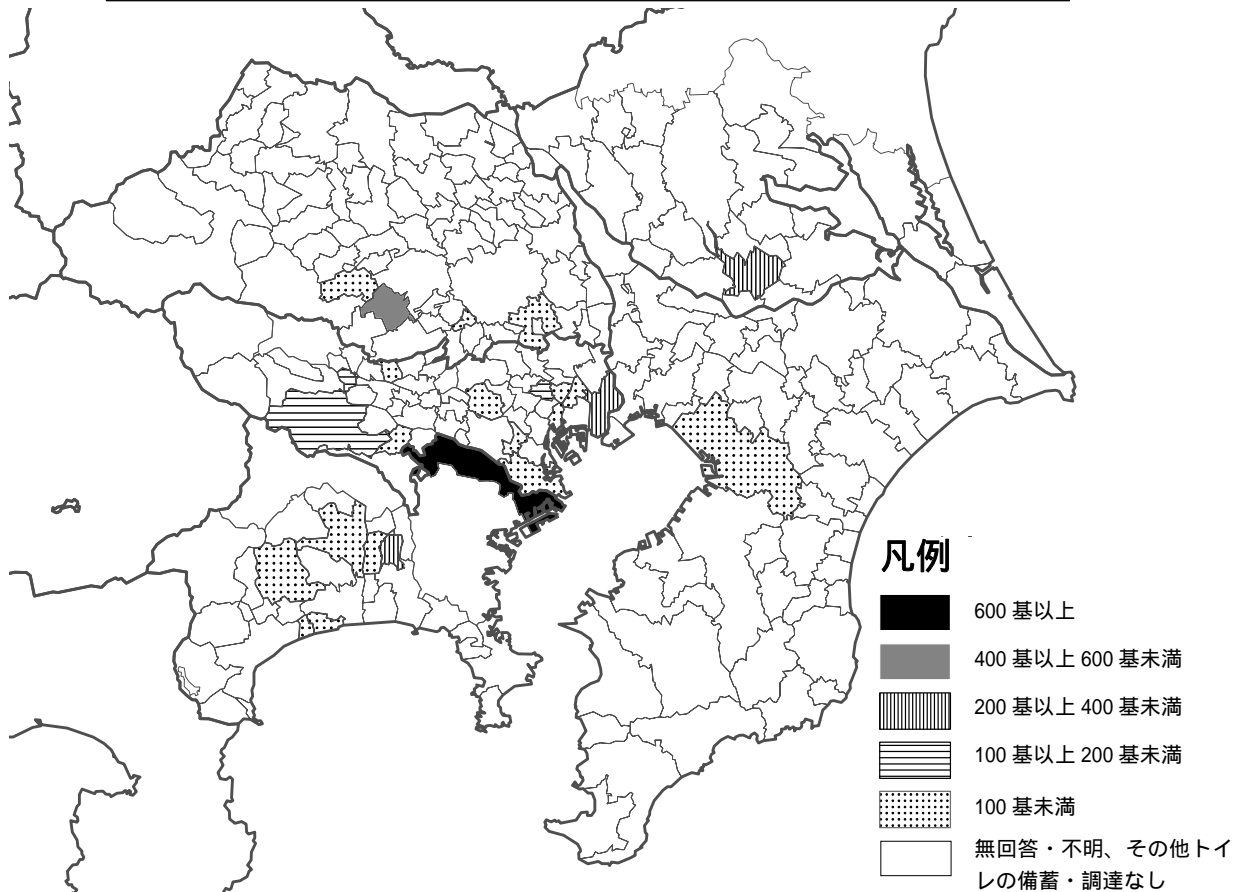 凡例
600 基以上
400 基以上 600 基未満
200 基以上 400 基未満
100 基以上 200 基未満
100 基未満
無回答・不明、その他トイ
レの備蓄・調達なし